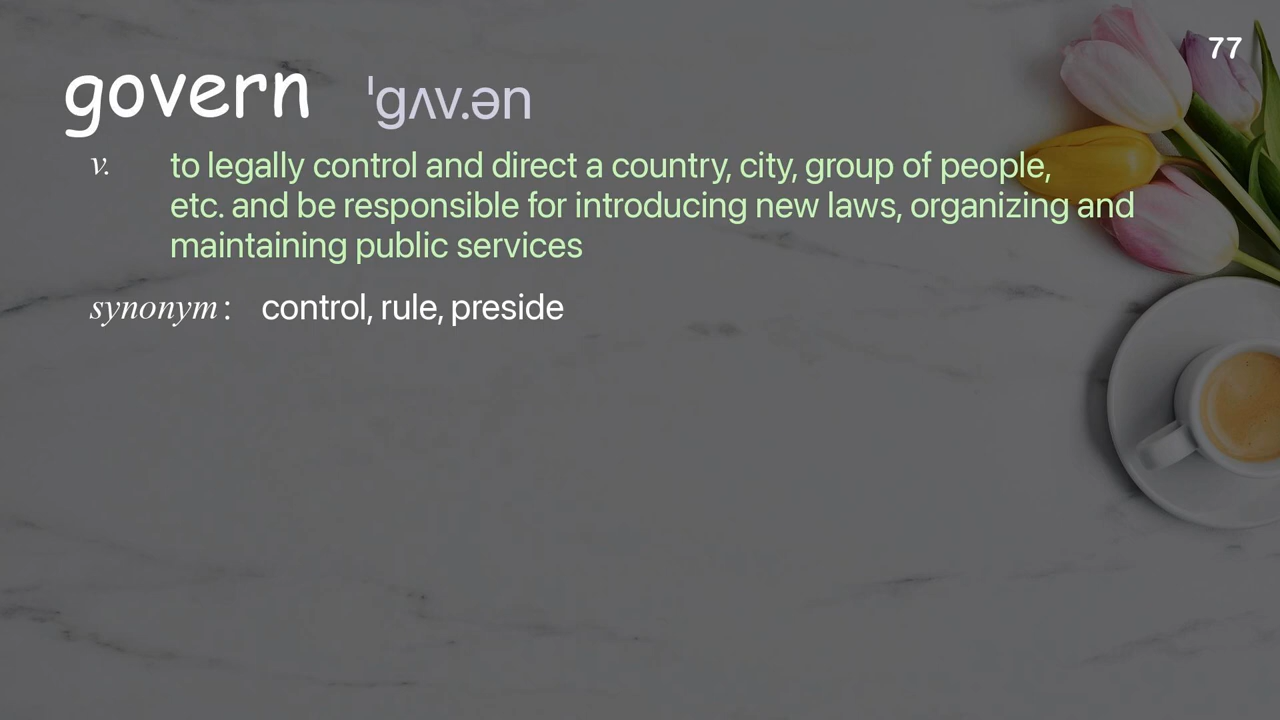 77
govern ˈgʌv.ən
v. to legally control and direct a country, city, group of people,
etc. and be responsible for introducing new laws, organizing and
maintaining public services
synonym: control, rule, preside